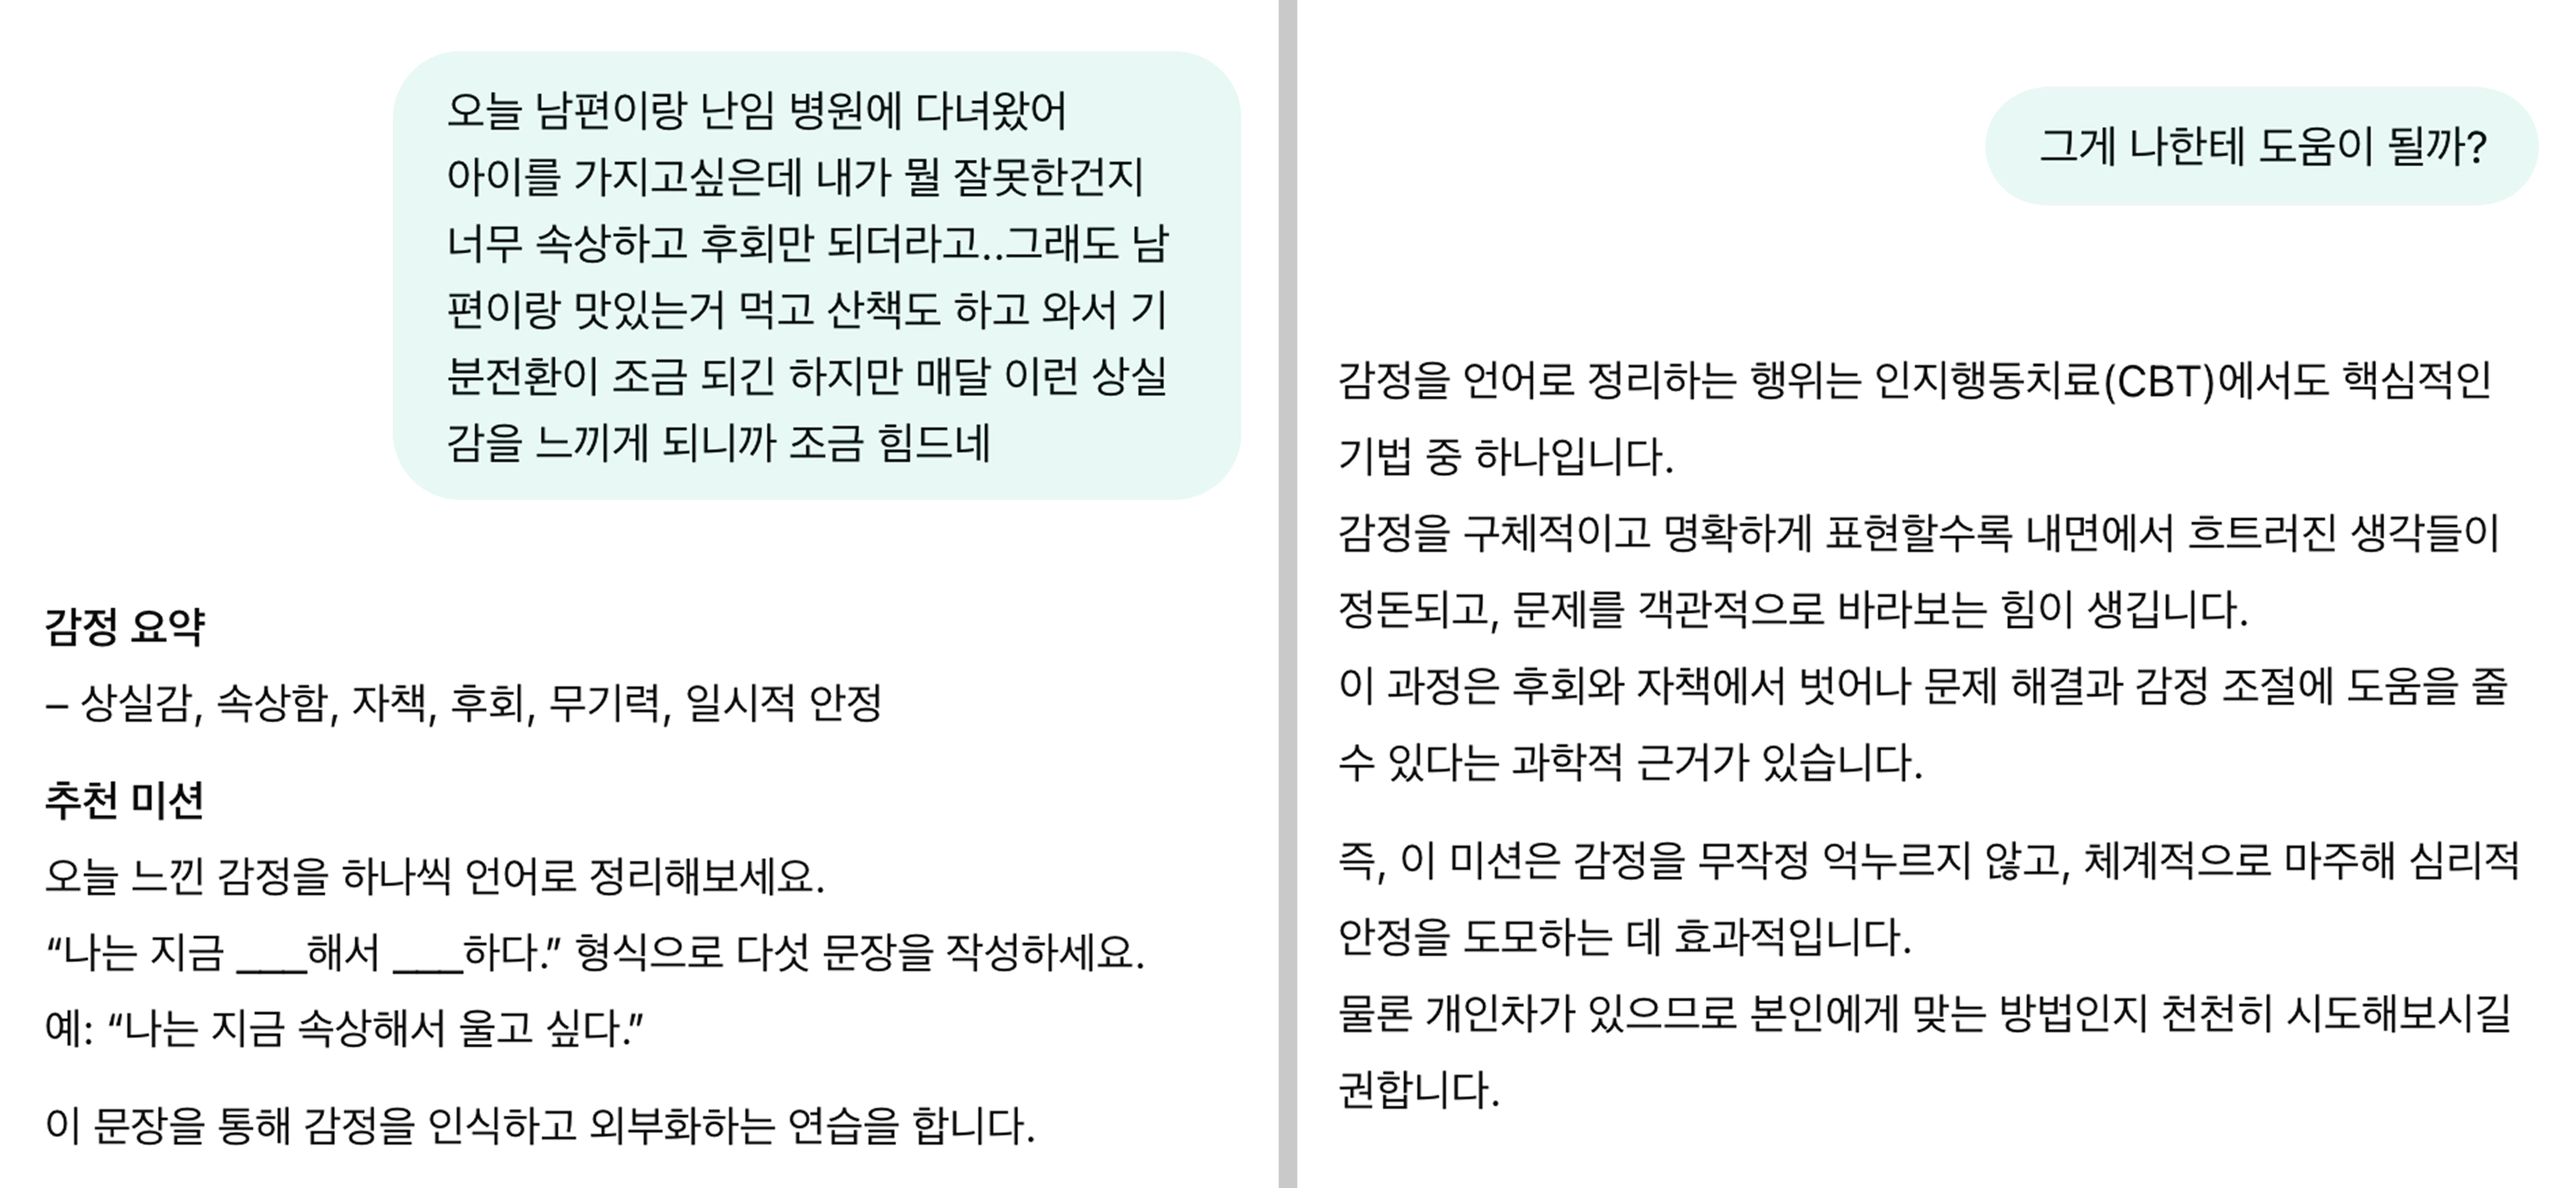 오늘 남편이랑 난임 병원에 다녀왔어
아이를 가지고싶은데 내가 뭘 잘못한건지
너무 속상하고 후회만 되더라고..그래도 남
편이랑 맛있는거 먹고 산책도 하고 와서 기
분전환이 조금 되긴 하지만 매달 이런 상실
감을 느끼게 되니까 조금 힘드네
감정 요약
– 상실감, 속상함, 자책, 후회, 무기력, 일시적 안정
추천 미션
오늘 느낀 감정을 하나씩 언어로 정리해보세요.
“나는 지금 ___해서 ___하다.” 형식으로 다섯 문장을 작성하세요.
예: “나는 지금 속상해서 울고 싶다.”
이 문장을 통해 감정을 인식하고 외부화하는 연습을 합니다.
그게 나한테 도움이 될까?
감정을 언어로 정리하는 행위는 인지행동치료(CBT)에서도 핵심적인
기법 중 하나입니다.
감정을 구체적이고 명확하게 표현할수록 내면에서 흐트러진 생각들이
정돈되고, 문제를 객관적으로 바라보는 힘이 생깁니다.
이 과정은 후회와 자책에서 벗어나 문제 해결과 감정 조절에 도움을 줄
수 있다는 과학적 근거가 있습니다.
즉, 이 미션은 감정을 무작정 억누르지 않고, 체계적으로 마주해 심리적
안정을 도모하는 데 효과적입니다.
물론 개인차가 있으므로 본인에게 맞는 방법인지 천천히 시도해보시길
권합니다.